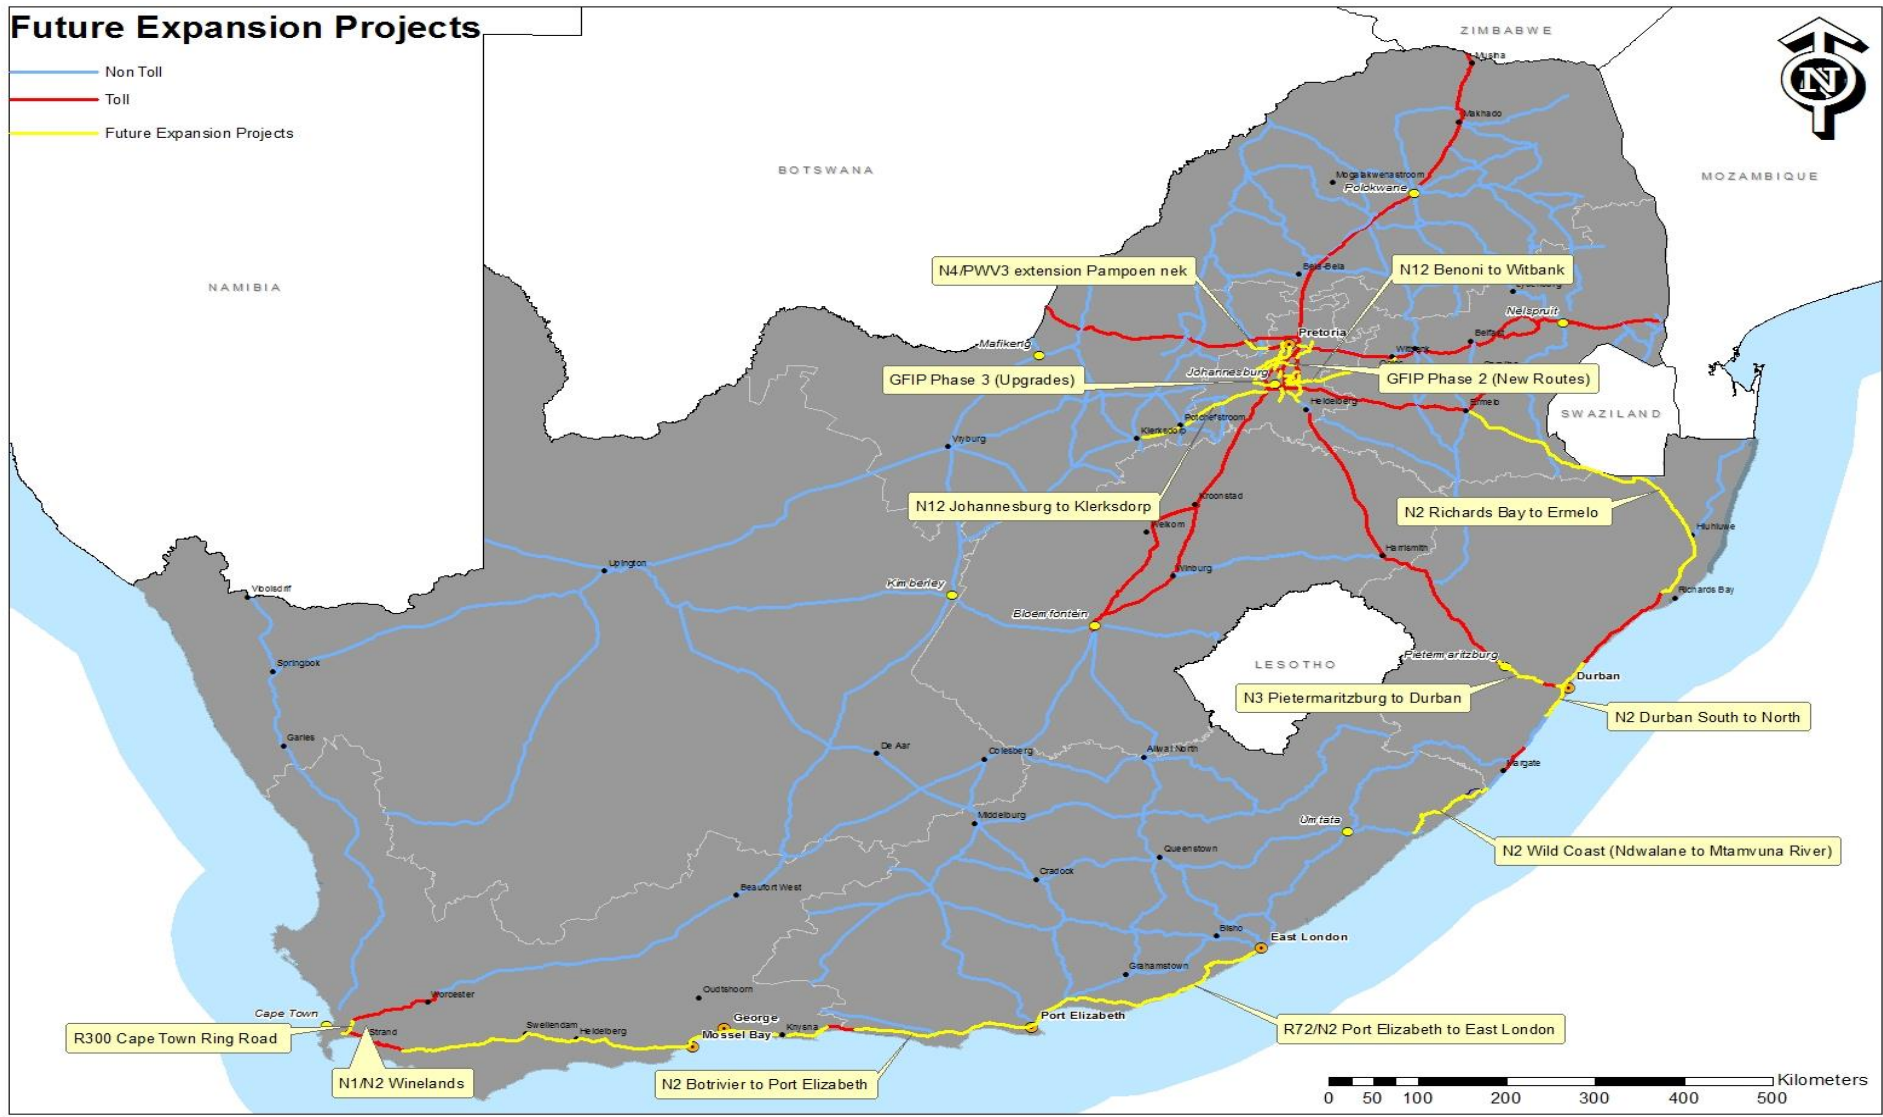 Future Expansion Projects
Non Toll
Toll
Future Expansion Projects
N
ZIMBABWE
BOTSWANA
MOZAMBIQUE
NAMIBIA
SWAZILAND
LESOTHO
Musina
Makhado
Mogalakwenastroom
Polokwane
N4/PWV3 extension Pampoen nek
Bela-Bela
N12 Benoni to Witbank
Nelspruit
Pretoria
Mafikeng
Witbank
Belfast
GFIP Phase 3 (Upgrades)
Johannesburg
GFIP Phase 2 (New Routes)
Heidelberg
Ermelo
Potchefstroom
Klerksdorp
Vryburg
N12 Johannesburg to Klerksdorp
Kroonstad
N2 Richards Bay to Ermelo
Welkom
Hluhluwe
Harrismith
Upington
Winburg
Kimberley
Vioolsdrif
Richards Bay
Bloemfontein
Springbok
Pietermaritzburg
Durban
N3 Pietermaritzburg to Durban
N2 Durban South to North
Garies
De Aar
Colesberg
Aliwal North
Margate
Middelburg
Umtata
Queenstown
N2 Wild Coast (Ndwalane to Mtamvuna River)
Cradock
Beaufort West
Bisho
East London
Grahamstown
Worcester
Oudtshoorn
Cape Town
George
Port Elizabeth
R300 Cape Town Ring Road
Strand
Swellendam
Heidelberg
Mossel Bay
Knysna
R72/N2 Port Elizabeth to East London
N1/N2 Winelands
N2 Botrivier to Port Elizabeth
Kilometers
0 50 100 200 300 400 500